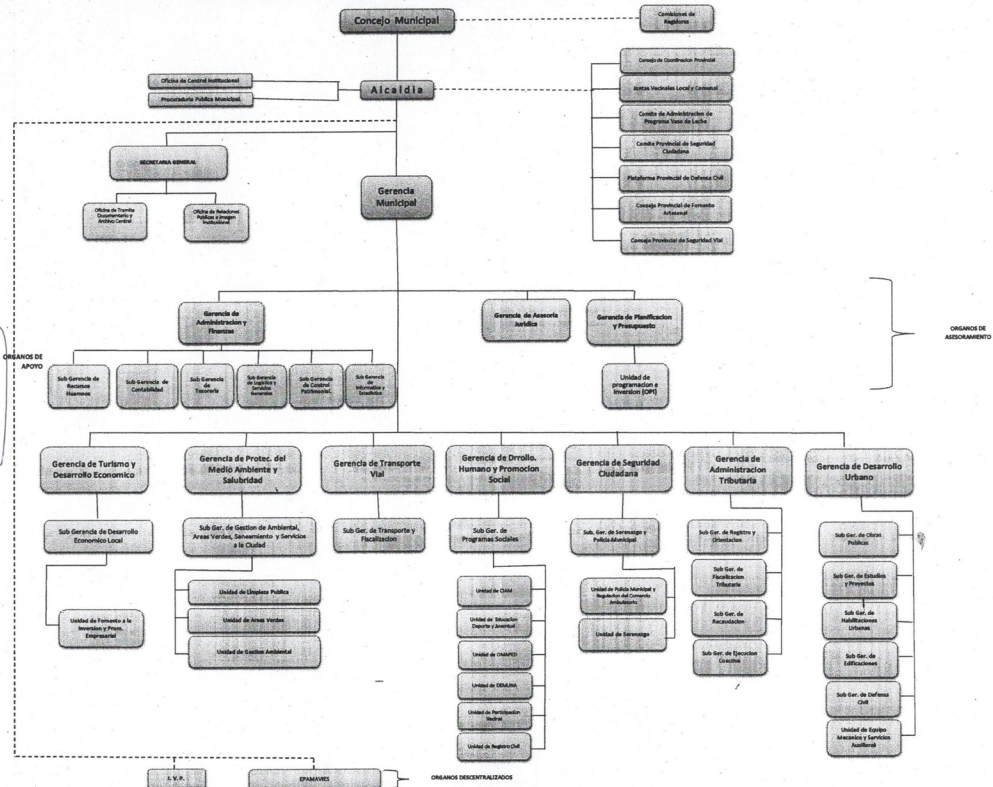 Concejo Municipal
Comisiones de
Regidores
Oficina de Control Institucional
Procuraduria Publica Municipal.
Alcaldia
Consejo de Coordinacion Provincial
Juntas Vecinales Local y Comunal
Comite de Administracion de
Programa Vaso de Leche
Comite Provincial de Seguridad
Ciudadana
Plataforma Provincial de Defensa Civil
Consejo Provincial de Fomento
Artesanal
Consejo Provincial de Seguridad Vial
SECRETARIA GENERAL
Oficina de Tramite
Documentario y
Archivo Central
Oficina de Relaciones
Publicas e Imagen
Institucional
Gerencia
Municipal
Gerencia de
Administracion y
Finanzas
Gerencia de Asesoria
Juridica
Gerencia de Planificacion
y Presupuesto
ORGANOS DE
ASESORAMIENTO
ORGANOS DE
APOYO
Sub Gerencia de
Recursos
Huamnos
Sub Gerencia de
Contabilidad
Sub Gerencia
de
Tesoreria
Sub Gerencia
de Logistica y
Servicios
Generales
Sub Gerencia
de Control
Patrimonial.
Sub Gerencia
de
Informatica y
Estadistica
Unidad de
programacion e
inversion (OPI)
Gerencia de Turismo y
Desarrollo Economico
Gerencia de Protec. del
Medio Ambiente y
Salubridad
Gerencia de Transporte
Vial
Gerencia de Drrollo.
Humano y Promocion
Social
Gerencia de Seguridad
Ciudadana
Gerencia de
Administracion
Tributaria
Gerencia de Desarrollo
Urbano
Sub Gerencia de Desarrollo
Economico Local
Unidad de Fomento a la
Inversion y Prom.
Empresarial
Sub Ger. de Gestion de Ambiental,
Areas Verdes, Saneamiento y Servicios
a la Ciudad
Unidad de Limpieza Publica
Unidad de Areas Verdes
Unidad de Gestion Ambiental
Sub Ger. de Transporte y
Fiscalizacion
Sub Ger. de
Programas Sociales
Unidad de CIAM
Unidad de Educacion
Deporte y Juventud
Unidad de OMAPED
Unidad de DEMUNA
Unidad de Participacion
Vecinal
Unidad de Registro Civil
Sub. Ger. de Serenazgo y
Policia Municipal
Unidad de Policia Municipal y
Regulacion del Comercio
Ambulatorio
Unidad de Serenazgo
Sub Ger. de Registro y
Orientacion
Sub Ger. de
Fiscalizacion
Tributaria
Sub Ger. de
Recaudacion
Sub Ger. de Ejecucion
Coactiva
Sub Ger. de Obras
Publicas
Sub Ger. de Estudios
y Proyectos
Sub Ger. de
Habilitaciones
Urbanas
Sub Ger. de
Edificaciones
Sub Ger. de Defensa
Civil
Unidad de Equipo
Mecanico y Servicios
Auxiliares
I. V. P.
EPAMAVIES
ORGANOS DESCENTRALIZADOS